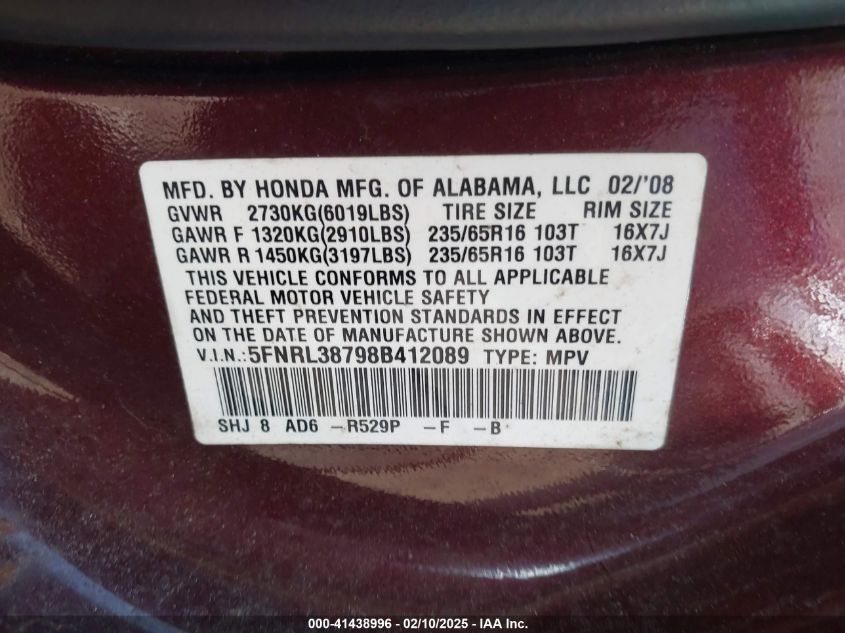 MFD. BY HONDA MFG. OF ALABAMA, LLC 02/'08
GVWR 2730KG(6019LBS) TIRE SIZE RIM SIZE
GAWR F 1320KG(2910LBS) 235/65R16 103T 16X7J
GAWR R 1450KG(3197LBS) 235/65R16 103T 16X7J
THIS VEHICLE CONFORMS TO ALL APPLICABLE
FEDERAL MOTOR VEHICLE SAFETY
AND THEFT PREVENTION STANDARDS IN EFFECT
ON THE DATE OF MANUFACTURE SHOWN ABOVE.
V.I.N.:5FNRL38798B412089 TYPE: MPV
SHJ 8 AD6 -R529P -F -B
000-41438996 - 02/10/2025 - IAA Inc.